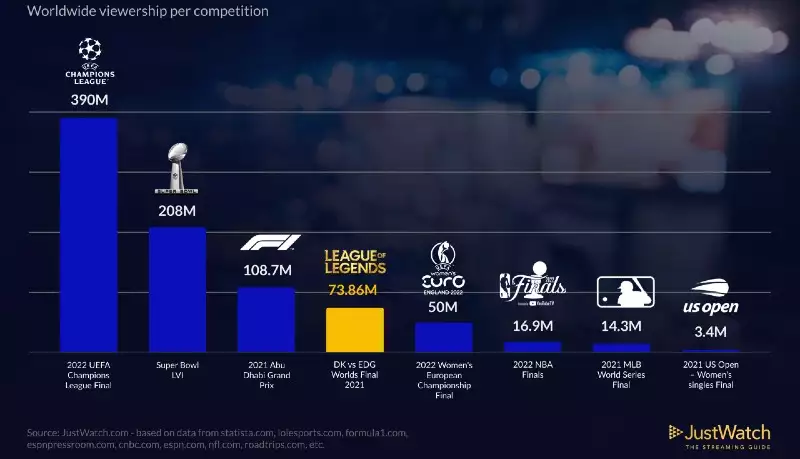 Worldwide viewership per competition
CHAMPIONS
LEAGUE
390M
SUPER BOWL
208M
F1
108.7M
LEAGUE OF
LEGENDS
73.86M
UEFA
WOMEN'S
EURO
ENGLAND 2022
50M
NBA
Finals
YouTubeTV
16.9M
14.3M
us open
3.4M
2022 UEFA
Champions
League Final
Super Bowl
LVI
2021 Abu
Dhabi Grand
Prix
DK vs EDG
Worlds Final
2021
2022 Women's
European
Championship
Final
2022 NBA
Finals
2021 MLB
World Series
Final
2021 US Open
– Women's
singles Final
Source: JustWatch.com - based on data from statista.com, lolesports.com, formula1.com,
espnpressroom.com, cnbc.com, espn.com, nfl.com, roadtrips.com, etc.
JustWatch
THE STREAMING GUIDE